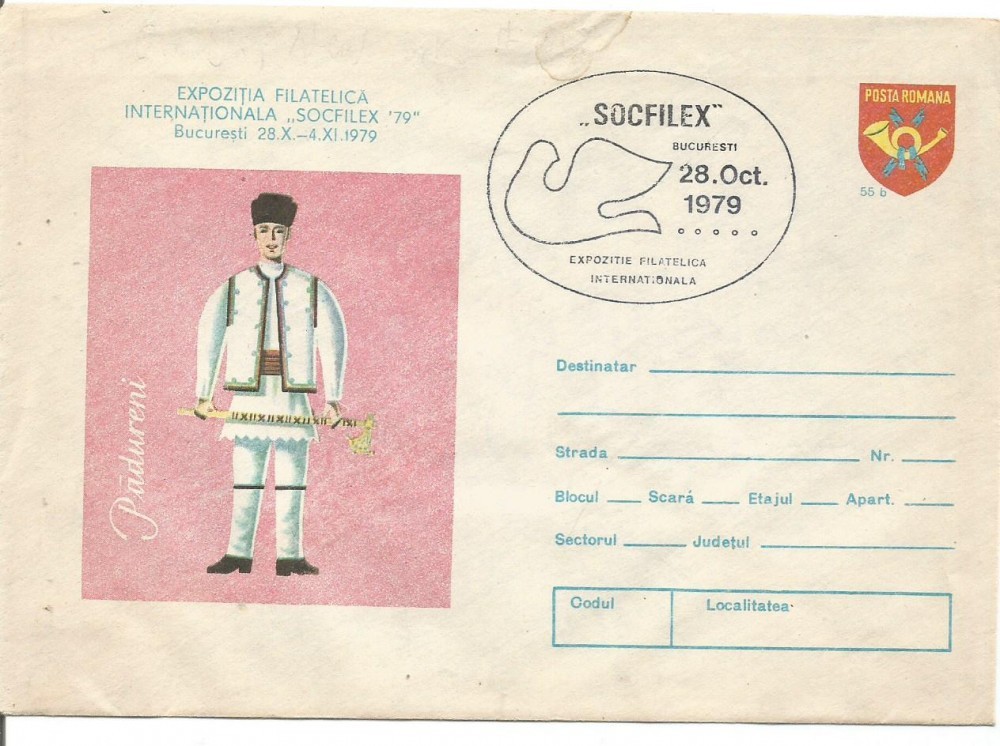 EXPOZIȚIA FILATELICĂ
INTERNAȚIONALA „SOCFILEX '79"
București 28.X.–4.XI.1979
„SOCFILEX"
BUCURESTI
28.Oct.
1979
EXPOZITIE FILATELICA
INTERNATIONALA
POSTA ROMANA
55 b
Pădureni
Destinatar
Strada Nr.
Blocul Scară Etajul Apart.
Sectorul Județul
Codul Localitatea